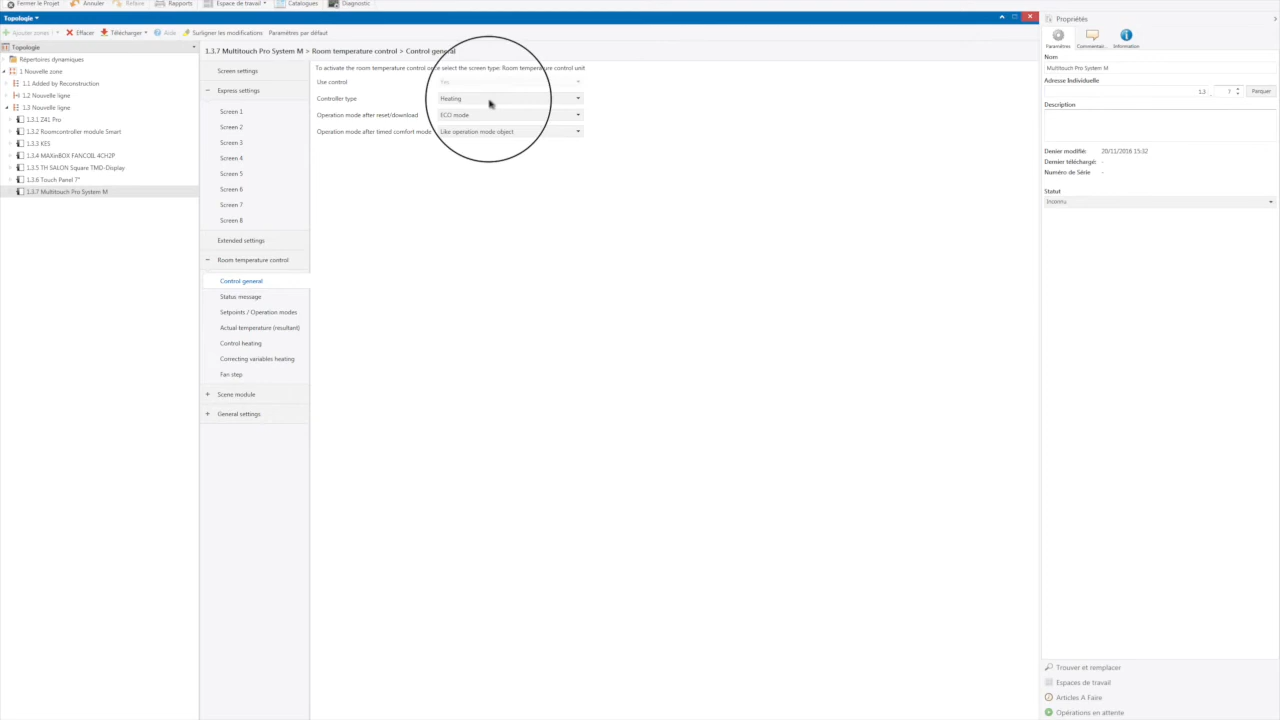 Fermer le Projet Annuler Refaire Rapports Espace de travail Catalogues Diagnostic
Topologie
Ajouter zones Effacer Télécharger Aide Surligner les modifications Paramètres par défaut
Topologie
Répertoires dynamiques
1 Nouvelle zone
1.1 Added by Reconstruction
1.2 Nouvelle ligne
1.3 Nouvelle ligne
1.3.1 Z41 Pro
1.3.2 Roomcontroller module Smart
1.3.3 KES
1.3.4 MAXinBOX FANCOIL 4CH2P
1.3.5 TH SALON Square TMD-Display
1.3.6 Touch Panel 7"
1.3.7 Multitouch Pro System M
1.3.7 Multitouch Pro System M > Room temperature control > Control general
Screen settings
Express settings
Screen 1
Screen 2
Screen 3
Screen 4
Screen 5
Screen 6
Screen 7
Screen 8
Extended settings
Room temperature control
Control general
Status message
Setpoints / Operation modes
Actual temperature (resultant)
Control heating
Correcting variables heating
Fan step
Scene module
General settings
To activate the room temperature control once select the screen type: Room temperature control unit
Use control Yes
Controller type Heating
Operation mode after reset/download ECO mode
Operation mode after timed comfort mode Like operation mode object
Propriétés
Paramètres Commentair... Information
Nom
Multitouch Pro System M
Adresse Individuelle
1.3 . 7 Parquer
Description
Denier modifié: 20/11/2016 15:32
Dernier téléchargé: -
Numéro de Série -
Statut
Inconnu
Trouver et remplacer
Espaces de travail
Articles A Faire
Opérations en attente